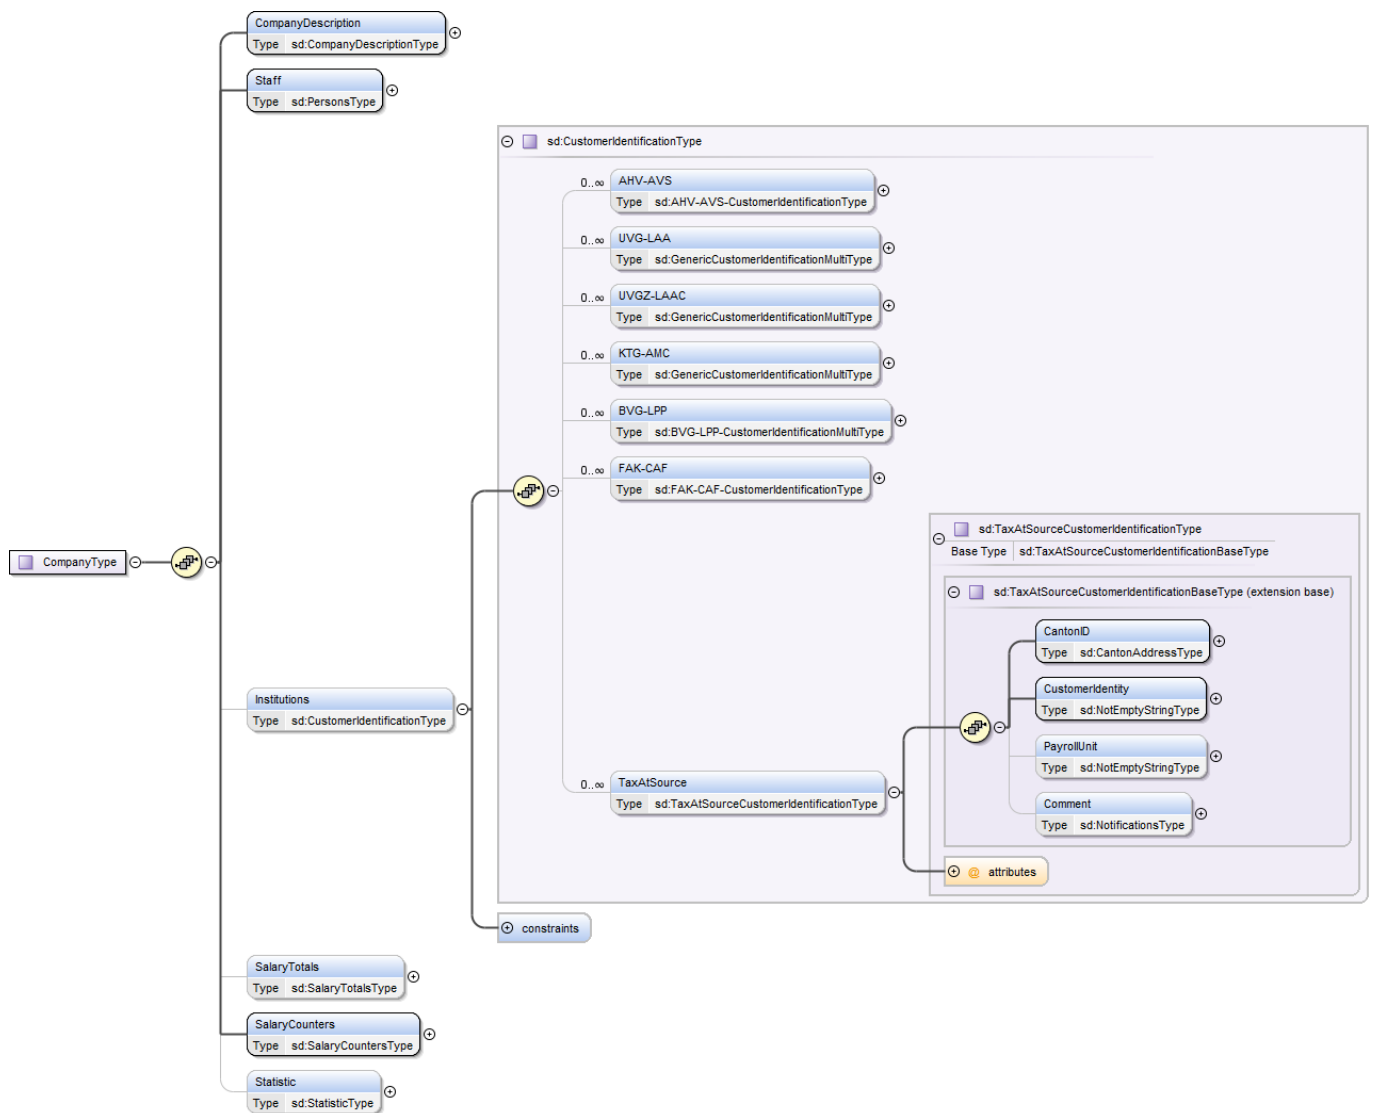 CompanyDescription
Type sd:CompanyDescriptionType
Staff
Type sd:PersonsType
sd:CustomerIdentificationType
0..∞ AHV-AVS
Type sd:AHV-AVS-CustomerIdentificationType
0..∞ UVG-LAA
Type sd:GenericCustomerIdentificationMultiType
0..∞ UVGZ-LAAC
Type sd:GenericCustomerIdentificationMultiType
0..∞ KTG-AMC
Type sd:GenericCustomerIdentificationMultiType
0..∞ BVG-LPP
Type sd:BVG-LPP-CustomerIdentificationMultiType
0..∞ FAK-CAF
Type sd:FAK-CAF-CustomerIdentificationType
sd:TaxAtSourceCustomerIdentificationType
Base Type sd:TaxAtSourceCustomerIdentificationBaseType
CompanyType
sd:TaxAtSourceCustomerIdentificationBaseType (extension base)
CantonID
Type sd:CantonAddressType
CustomerIdentity
Type sd:NotEmptyStringType
Institutions
Type sd:CustomerIdentificationType
PayrollUnit
Type sd:NotEmptyStringType
0..∞ TaxAtSource
Type sd:TaxAtSourceCustomerIdentificationType
Comment
Type sd:NotificationsType
@ attributes
constraints
SalaryTotals
Type sd:SalaryTotalsType
SalaryCounters
Type sd:SalaryCountersType
Statistic
Type sd:StatisticType